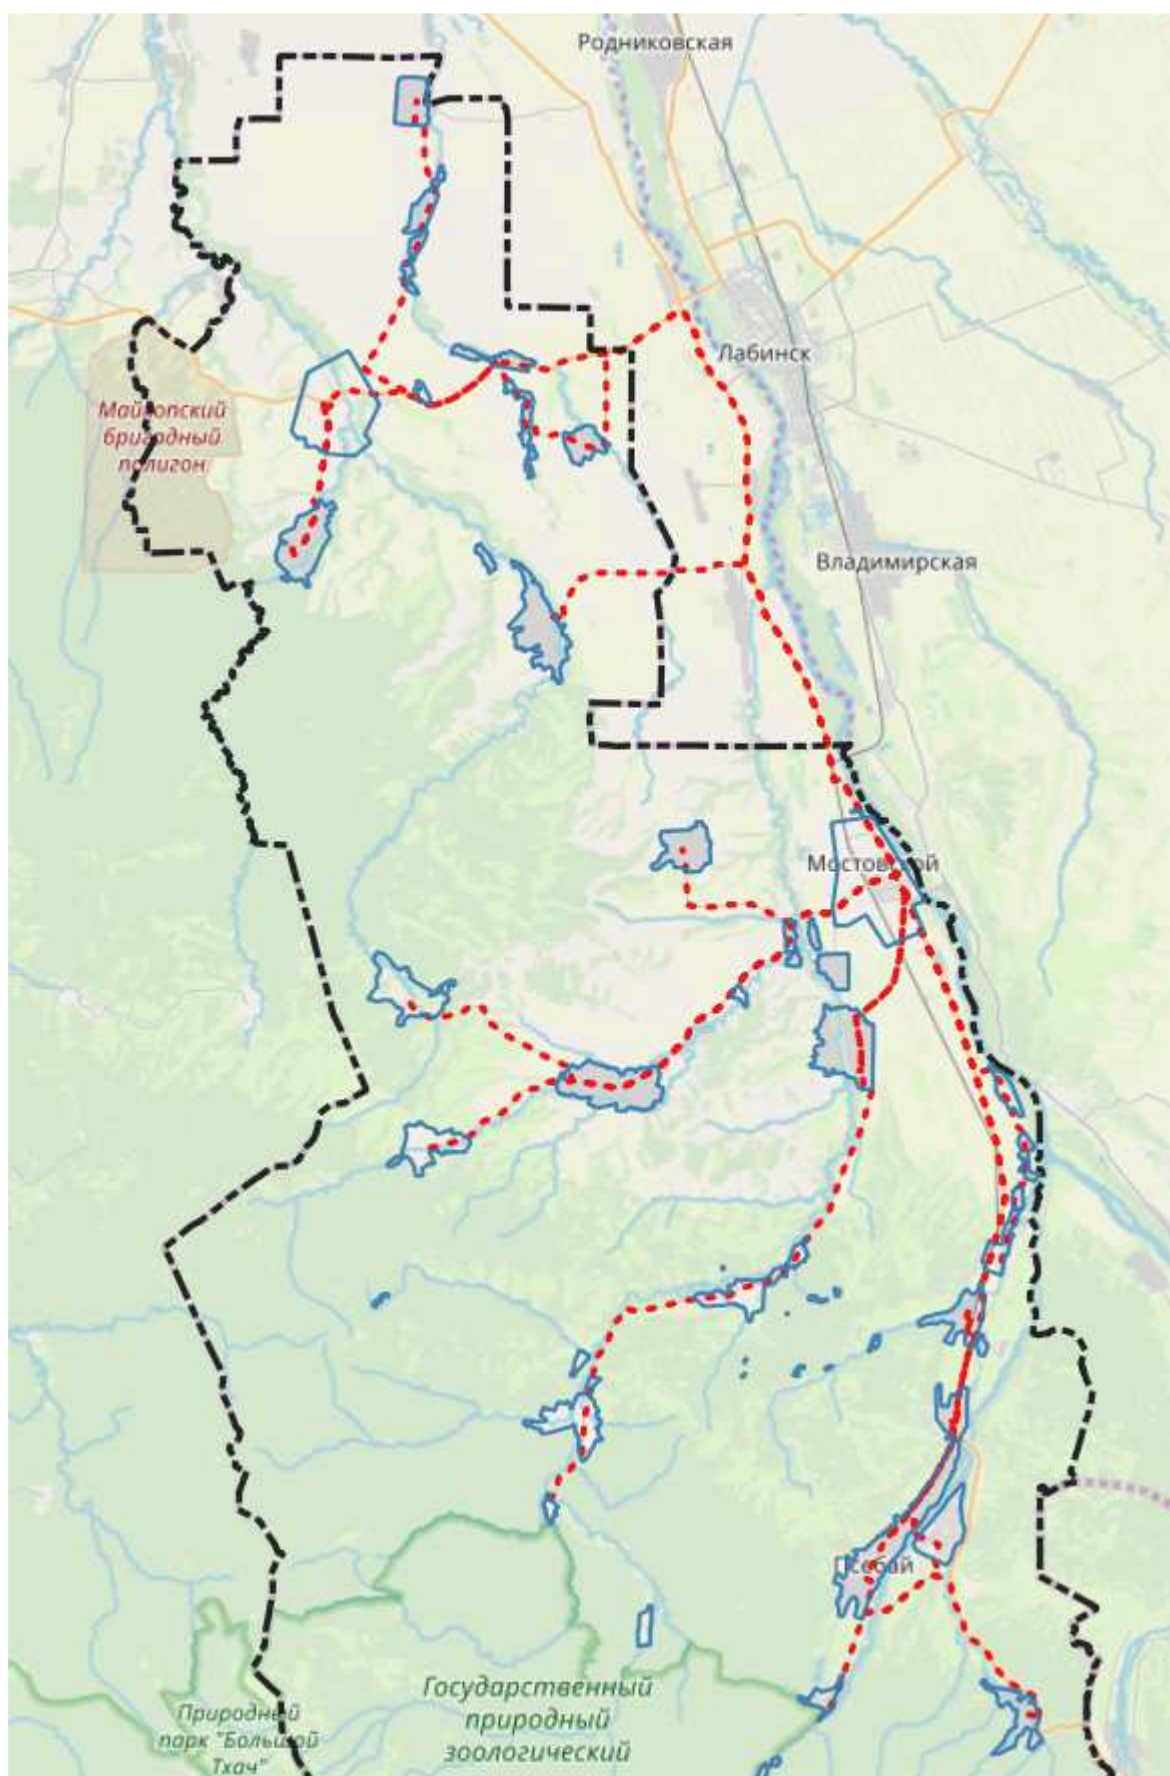 Родниковская
Лабинск
Майкопский
бригадный
полигон
Владимирская
Мостовской
Псебай
Государственный
природный
зоологический
Природный
парк "Большой
Тхач"